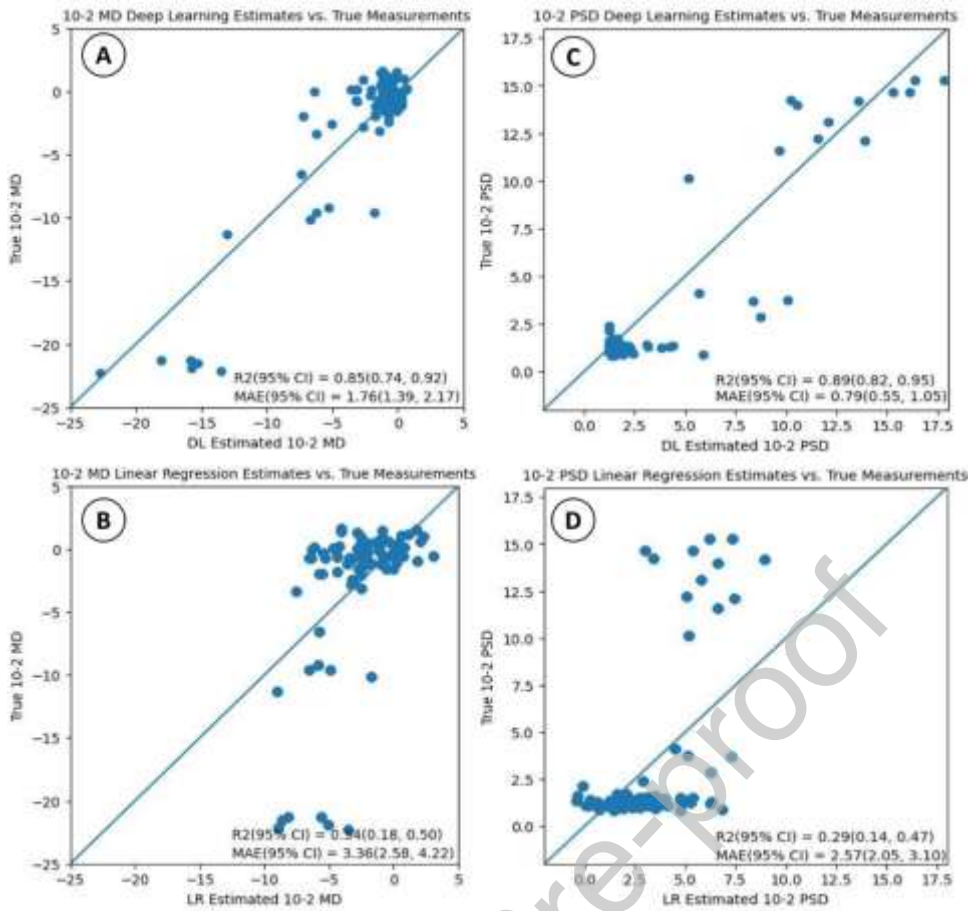 10-2 MD Deep Learning Estimates vs. True Measurements
A
5
0
−5
−10
−15
−20
−25
True 10-2 MD
R2(95% CI) = 0.85(0.74, 0.92)
MAE(95% CI) = 1.76(1.39, 2.17)
−25 −20 −15 −10 −5 0 5
DL Estimated 10-2 MD
10-2 PSD Deep Learning Estimates vs. True Measurements
C
17.5
15.0
12.5
10.0
7.5
5.0
2.5
0.0
True 10-2 PSD
R2(95% CI) = 0.89(0.82, 0.95)
MAE(95% CI) = 0.79(0.55, 1.05)
0.0 2.5 5.0 7.5 10.0 12.5 15.0 17.5
DL Estimated 10-2 PSD
10-2 MD Linear Regression Estimates vs. True Measurements
B
5
0
−5
−10
−15
−20
−25
True 10-2 MD
R2(95% CI) = 0.34(0.18, 0.50)
MAE(95% CI) = 3.36(2.58, 4.22)
−25 −20 −15 −10 −5 0 5
LR Estimated 10-2 MD
10-2 PSD Linear Regression Estimates vs. True Measurements
D
17.5
15.0
12.5
10.0
7.5
5.0
2.5
0.0
True 10-2 PSD
R2(95% CI) = 0.29(0.14, 0.47)
MAE(95% CI) = 2.57(2.05, 3.10)
0.0 2.5 5.0 7.5 10.0 12.5 15.0 17.5
LR Estimated 10-2 PSD
re-proof